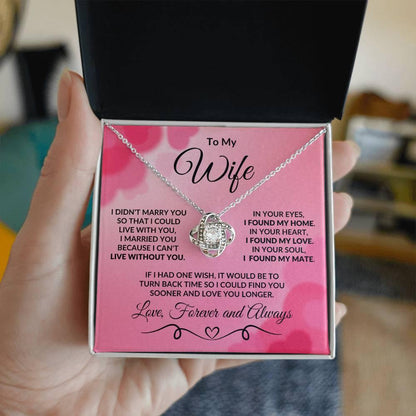 To My
Wife
I DIDN'T MARRY YOU
SO THAT I COULD
LIVE WITH YOU,
I MARRIED YOU
BECAUSE I CAN'T
LIVE WITHOUT YOU.
IN YOUR EYES,
I FOUND MY HOME.
IN YOUR HEART,
I FOUND MY LOVE.
IN YOUR SOUL,
I FOUND MY MATE.
IF I HAD ONE WISH, IT WOULD BE TO
TURN BACK TIME SO I COULD FIND YOU
SOONER AND LOVE YOU LONGER.
Love, Forever and Always